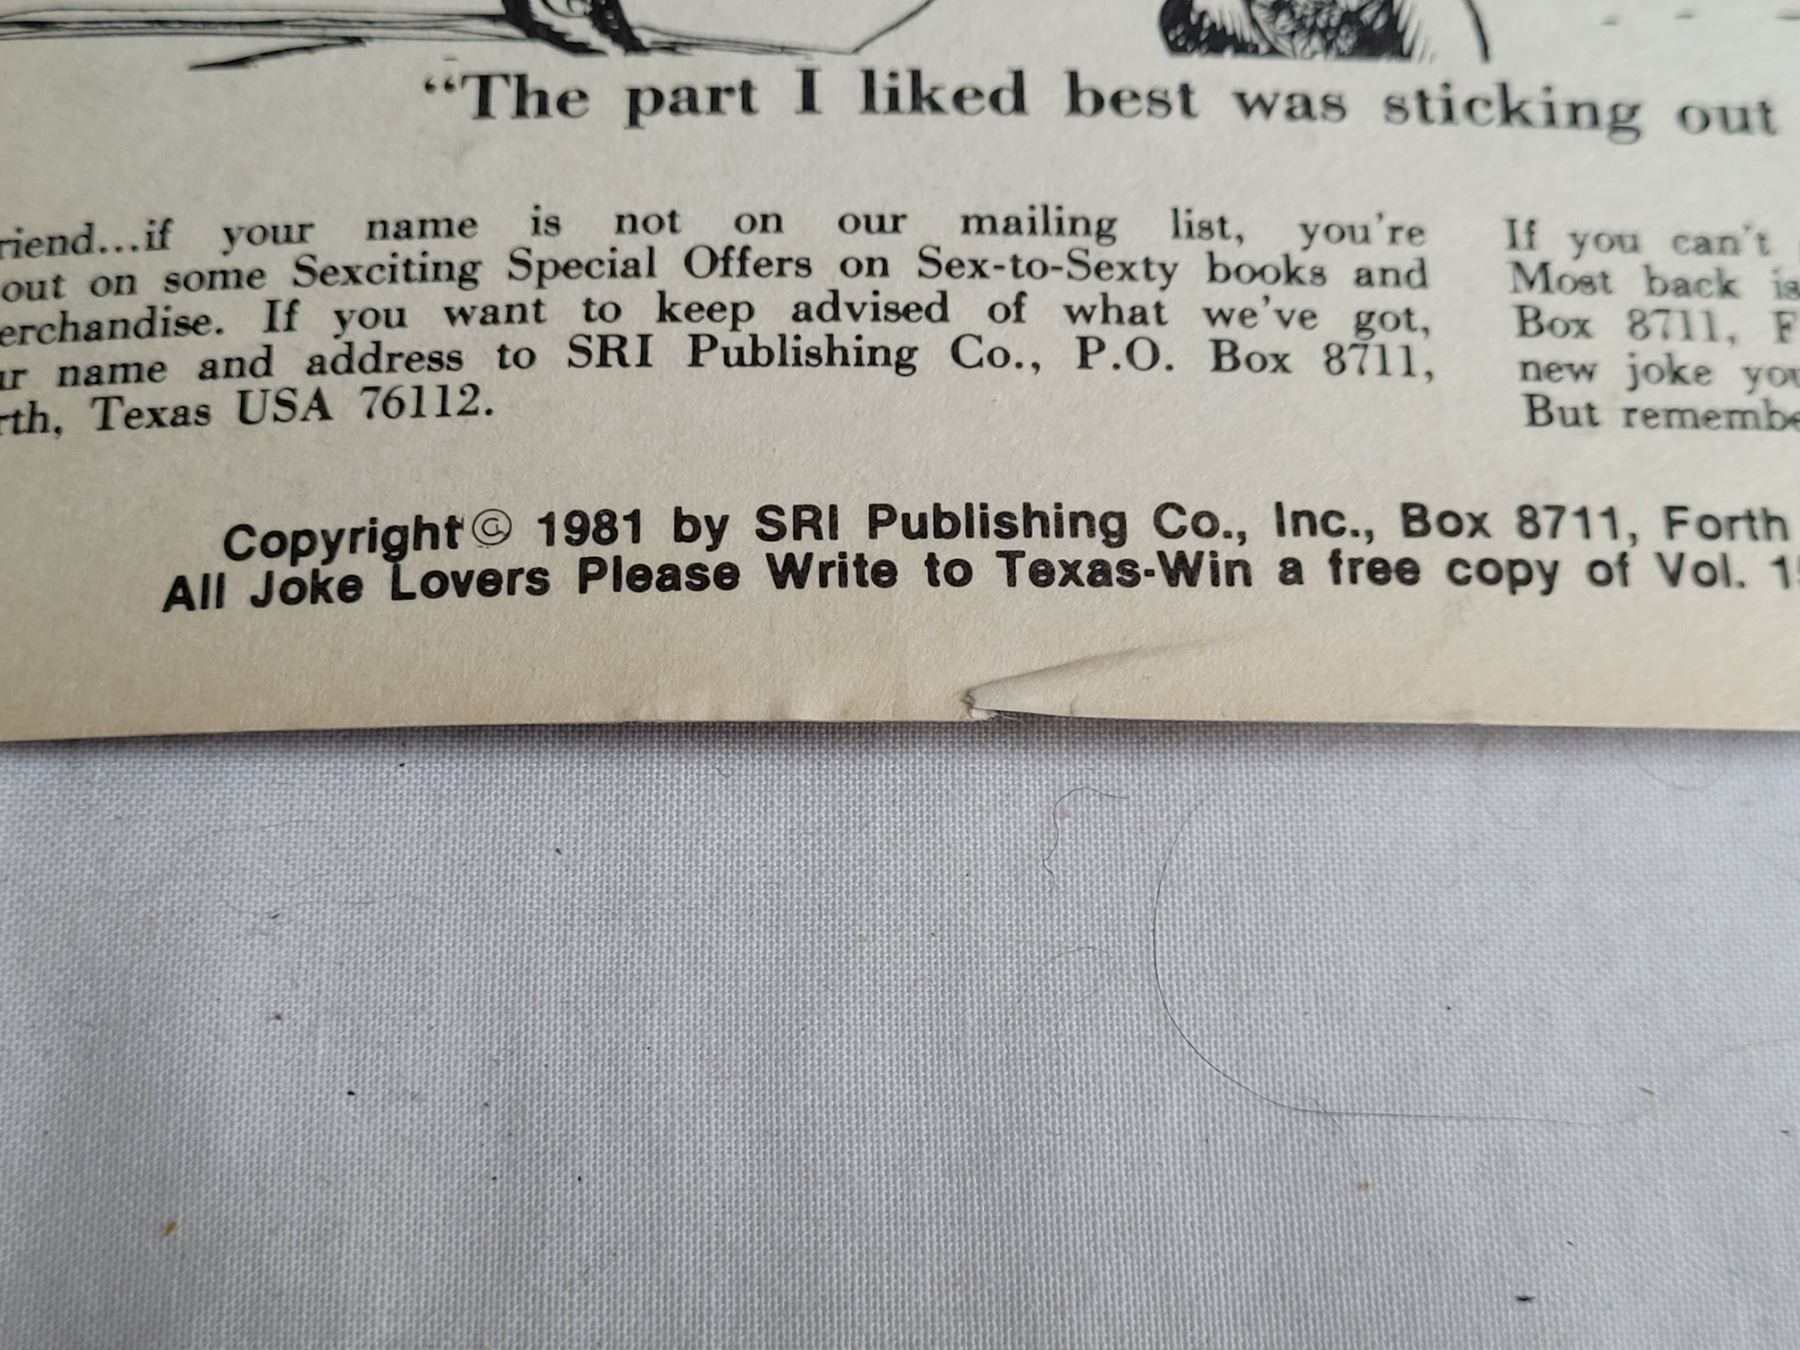 “The part I liked best was sticking out
riend...if your name is not on our mailing list, you're
out on some Sexciting Special Offers on Sex-to-Sexty books and
erchandise. If you want to keep advised of what we've got,
ur name and address to SRI Publishing Co., P.O. Box 8711,
rth, Texas USA 76112.
If you can't
Most back is
Box 8711, F
new joke you
But remembe
Copyright © 1981 by SRI Publishing Co., Inc., Box 8711, Forth
All Joke Lovers Please Write to Texas-Win a free copy of Vol. 15